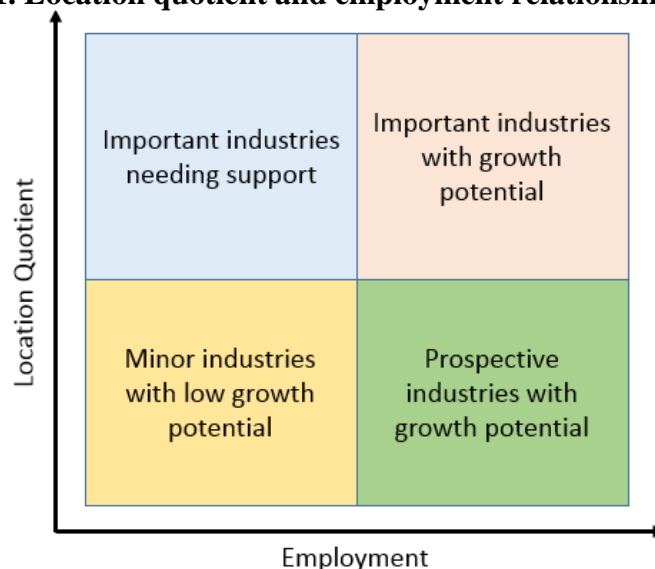 1. Location quotient and employment relationship
Important industries
needing support
Important industries
with growth
potential
Location Quotient
Minor industries
with low growth
potential
Prospective
industries with
growth potential
Employment